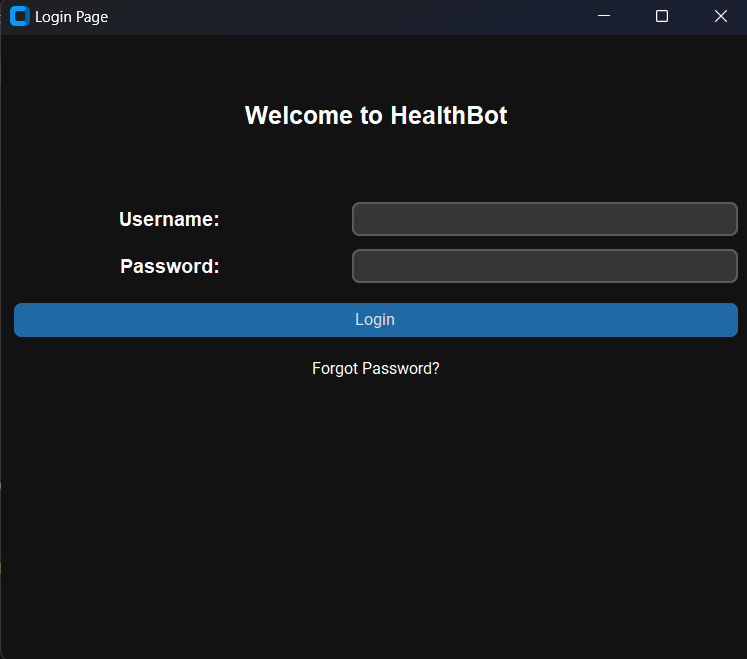 Login Page
Welcome to HealthBot
Username:
Password:
Login
Forgot Password?